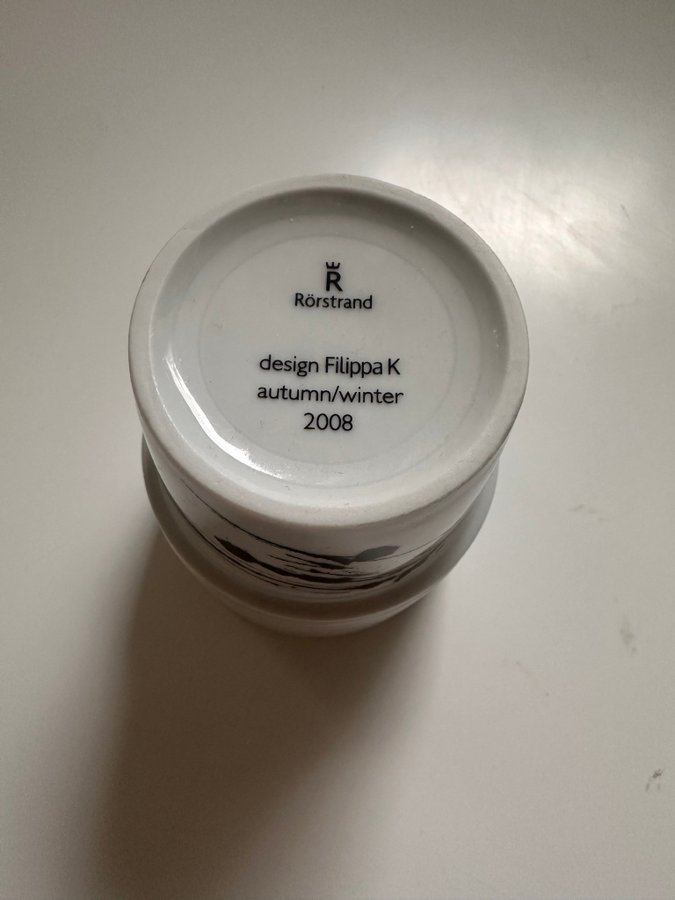 R
Rörstrand
design Filippa K
autumn/winter
2008